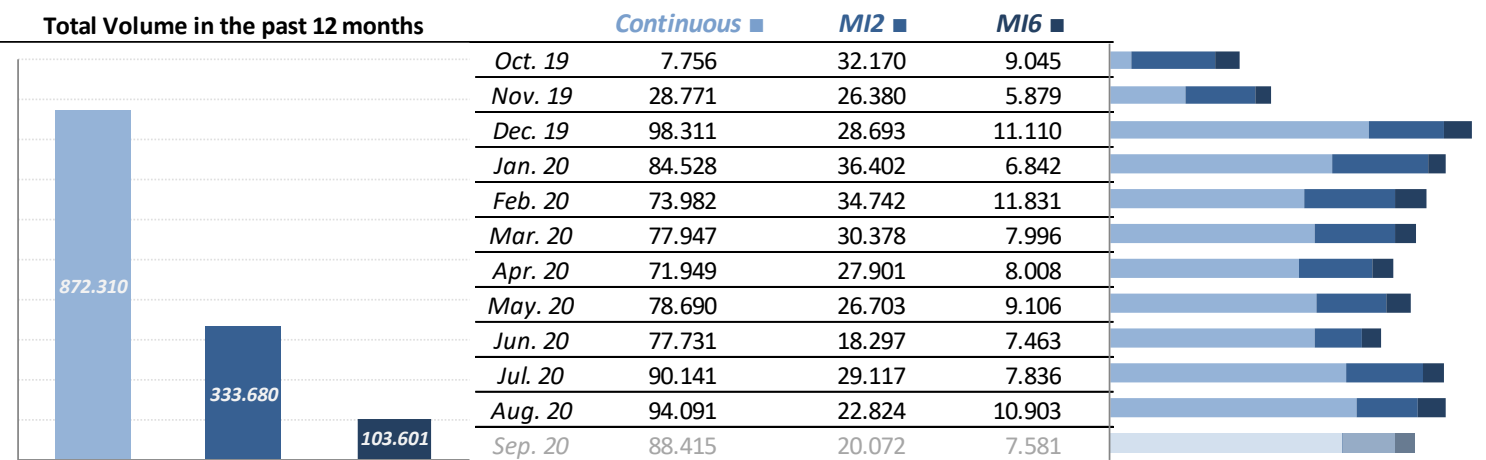 Total Volume in the past 12 months
Continuous ■ MI2 ■ MI6 ■
Oct. 19 7.756 32.170 9.045
Nov. 19 28.771 26.380 5.879
Dec. 19 98.311 28.693 11.110
Jan. 20 84.528 36.402 6.842
Feb. 20 73.982 34.742 11.831
Mar. 20 77.947 30.378 7.996
Apr. 20 71.949 27.901 8.008
May. 20 78.690 26.703 9.106
Jun. 20 77.731 18.297 7.463
Jul. 20 90.141 29.117 7.836
Aug. 20 94.091 22.824 10.903
Sep. 20 88.415 20.072 7.581
872.310
333.680
103.601